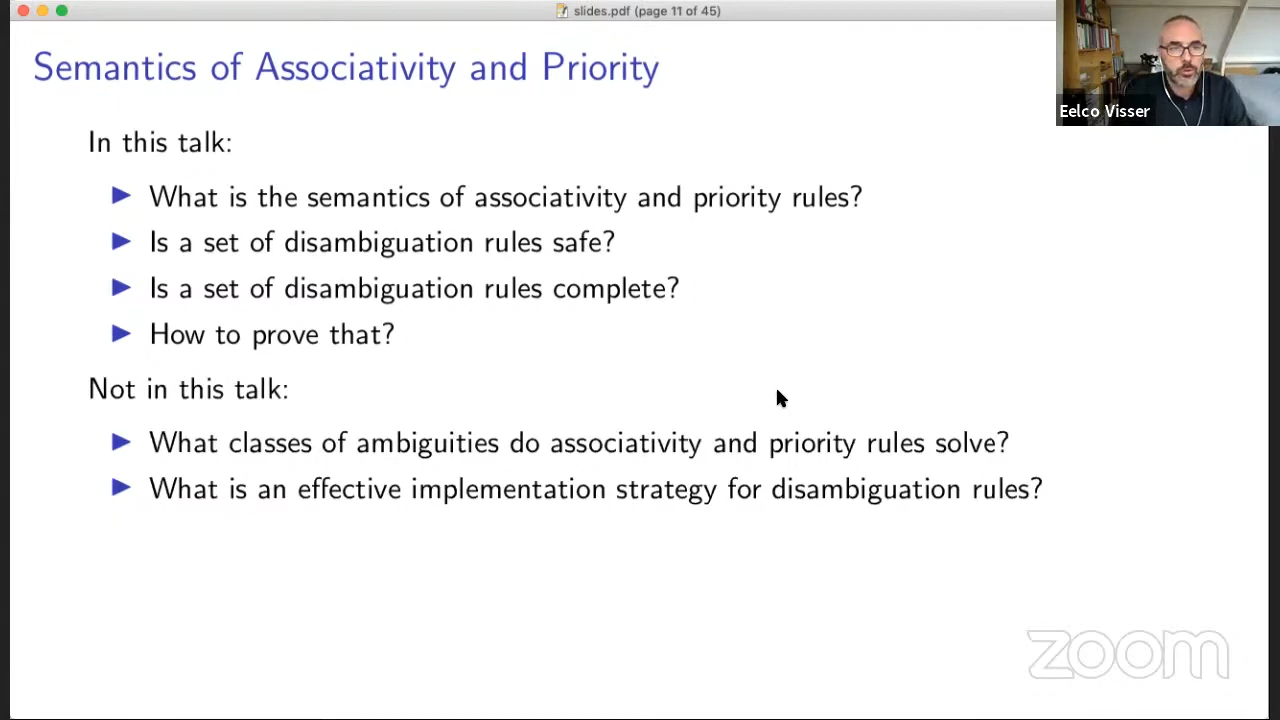 slides.pdf (page 11 of 45)
Semantics of Associativity and Priority
Eelco Visser
In this talk:
▶ What is the semantics of associativity and priority rules?
▶ Is a set of disambiguation rules safe?
▶ Is a set of disambiguation rules complete?
▶ How to prove that?
Not in this talk:
▶ What classes of ambiguities do associativity and priority rules solve?
▶ What is an effective implementation strategy for disambiguation rules?
zoom